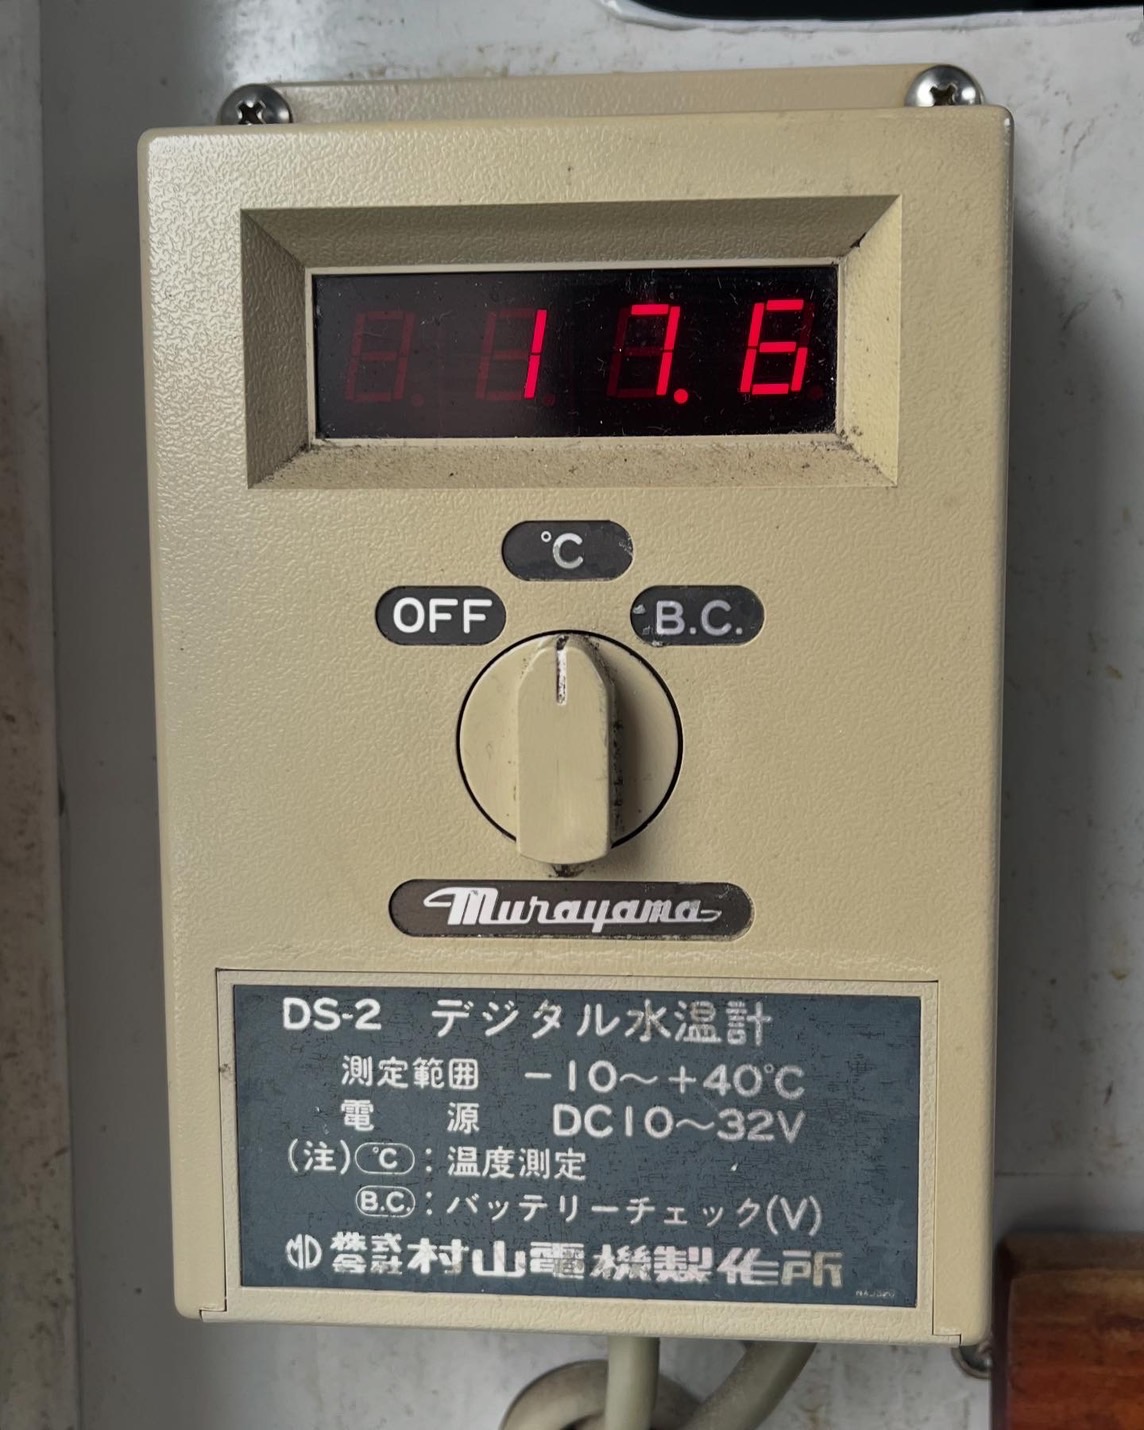 17.6
°C
OFF
B.C.
Murayama
DS-2 デジタル水温計
測定範囲 -10~+40°C
電源 DC10~32V
(注) °C : 温度測定
B.C. : バッテリーチェック(V)
株式会社 村山電機製作所